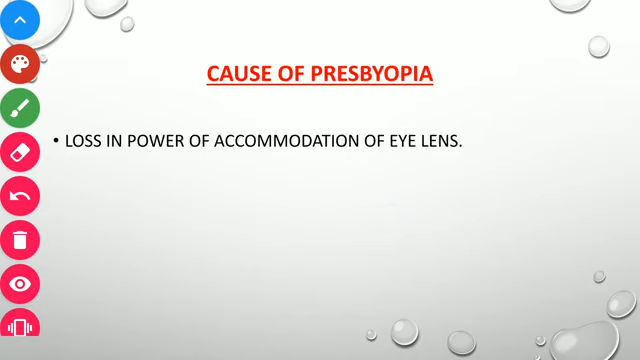 CAUSE OF PRESBYOPIA
• LOSS IN POWER OF ACCOMMODATION OF EYE LENS.